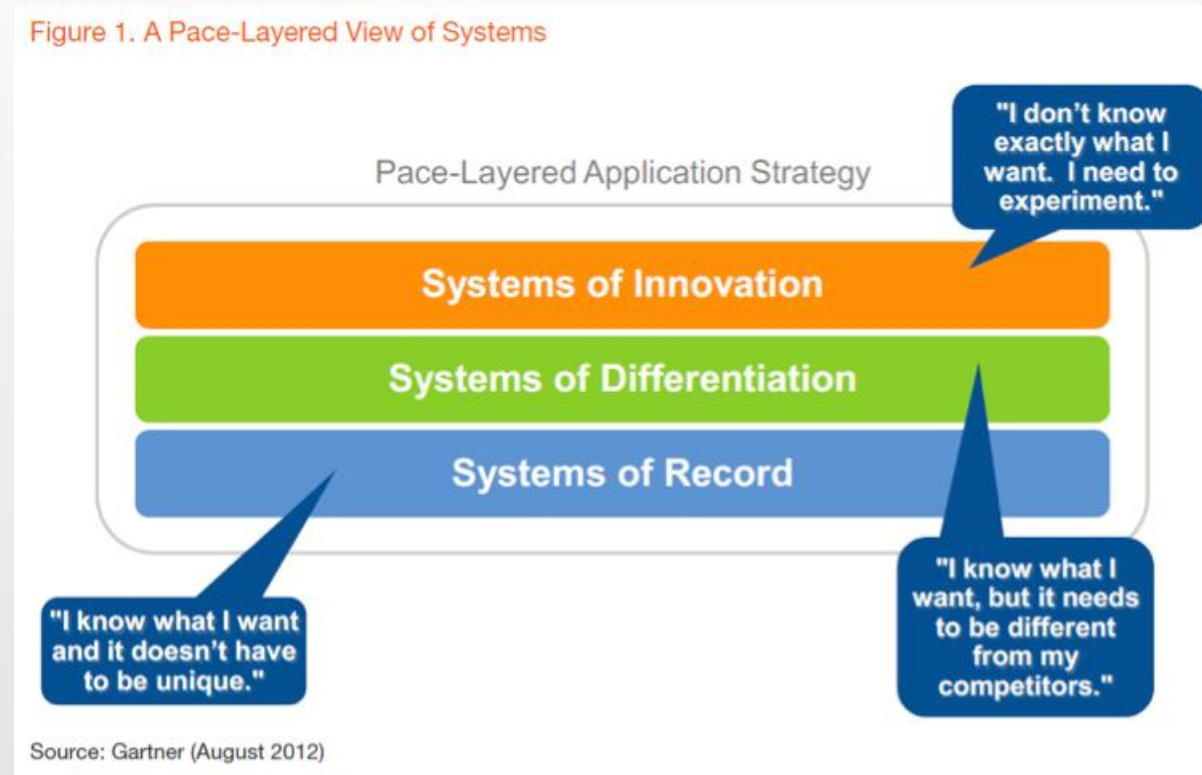 Figure 1. A Pace-Layered View of Systems
"I don't know
exactly what I
want. I need to
experiment."
Pace-Layered Application Strategy
Systems of Innovation
Systems of Differentiation
Systems of Record
"I know what I want
and it doesn't have
to be unique."
"I know what I
want, but it needs
to be different
from my
competitors."
Source: Gartner (August 2012)